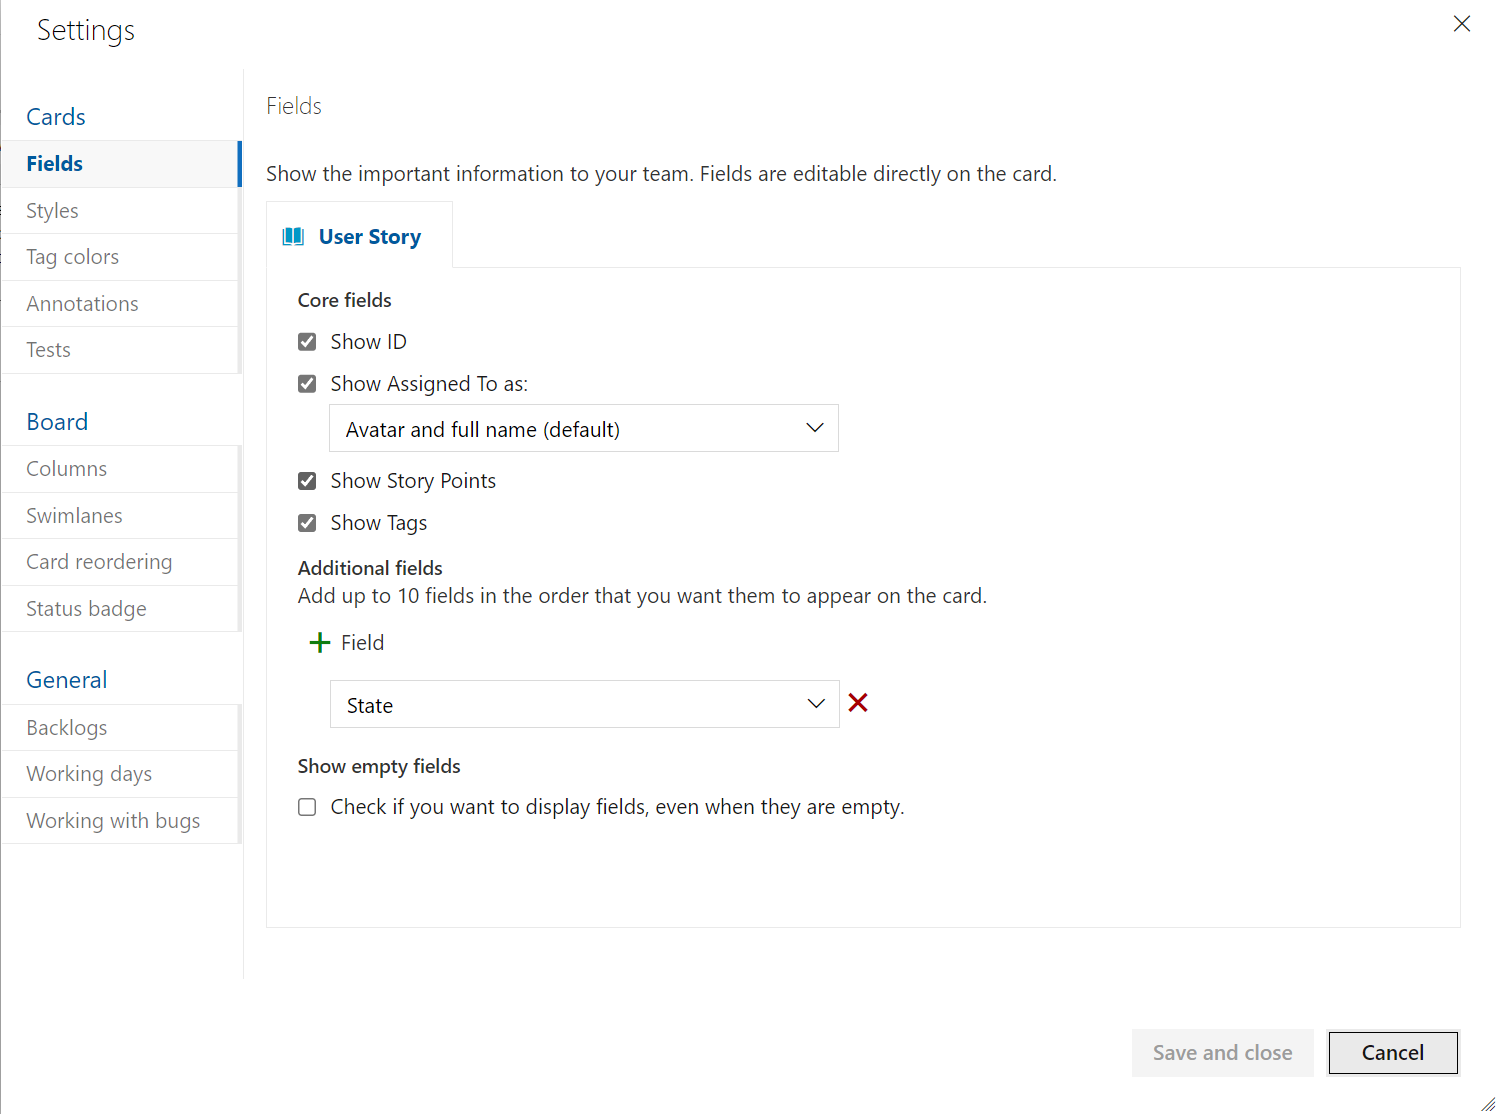 Settings
Cards
Fields
Styles
Tag colors
Annotations
Tests
Board
Columns
Swimlanes
Card reordering
Status badge
General
Backlogs
Working days
Working with bugs
Fields
Show the important information to your team. Fields are editable directly on the card.
User Story
Core fields
Show ID
Show Assigned To as:
Avatar and full name (default)
Show Story Points
Show Tags
Additional fields
Add up to 10 fields in the order that you want them to appear on the card.
Field
State
Show empty fields
Check if you want to display fields, even when they are empty.
Save and close
Cancel